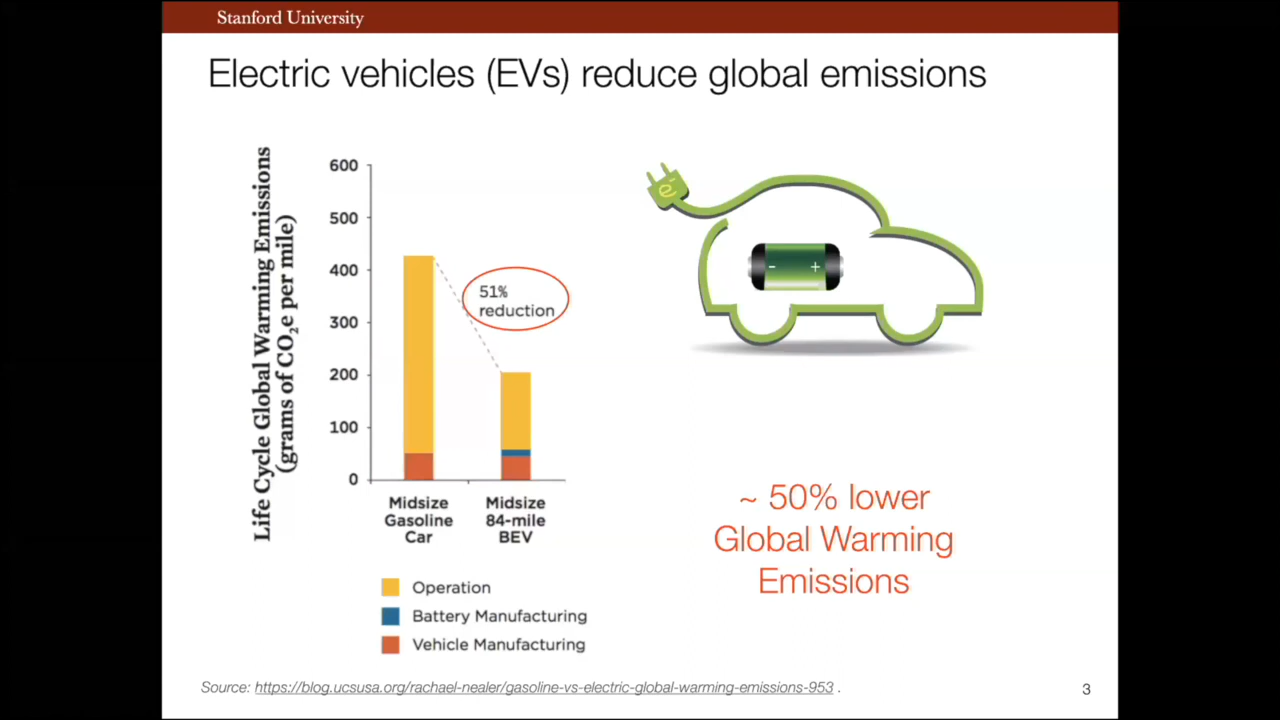 Stanford University
Electric vehicles (EVs) reduce global emissions
Life Cycle Global Warming Emissions
(grams of CO₂e per mile)
600
500
400
300
200
100
0
51%
reduction
Midsize
Gasoline
Car
Midsize
84-mile
BEV
Operation
Battery Manufacturing
Vehicle Manufacturing
e⁻
- +
~ 50% lower
Global Warming
Emissions
Source: https://blog.ucsusa.org/rachael-nealer/gasoline-vs-electric-global-warming-emissions-953 .
3